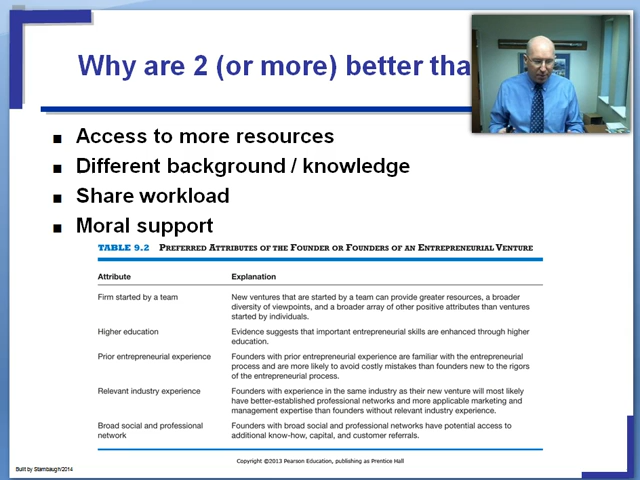 Why are 2 (or more) better tha
■ Access to more resources
■ Different background / knowledge
■ Share workload
■ Moral support
TABLE 9.2 PREFERRED ATTRIBUTES OF THE FOUNDER OR FOUNDERS OF AN ENTREPRENEURIAL VENTURE
Attribute Explanation
Firm started by a team New ventures that are started by a team can provide greater resources, a broader
diversity of viewpoints, and a broader array of other positive attributes than ventures
started by individuals.
Higher education Evidence suggests that important entrepreneurial skills are enhanced through higher
education.
Prior entrepreneurial experience Founders with prior entrepreneurial experience are familiar with the entrepreneurial
process and are more likely to avoid costly mistakes than founders new to the rigors
of the entrepreneurial process.
Relevant industry experience Founders with experience in the same industry as their new venture will most likely
have better-established professional networks and more applicable marketing and
management expertise than founders without relevant industry experience.
Broad social and professional Founders with broad social and professional networks have potential access to
network additional know-how, capital, and customer referrals.
Copyright ©2013 Pearson Education, publishing as Prentice Hall
Built by Stambaugh/2014